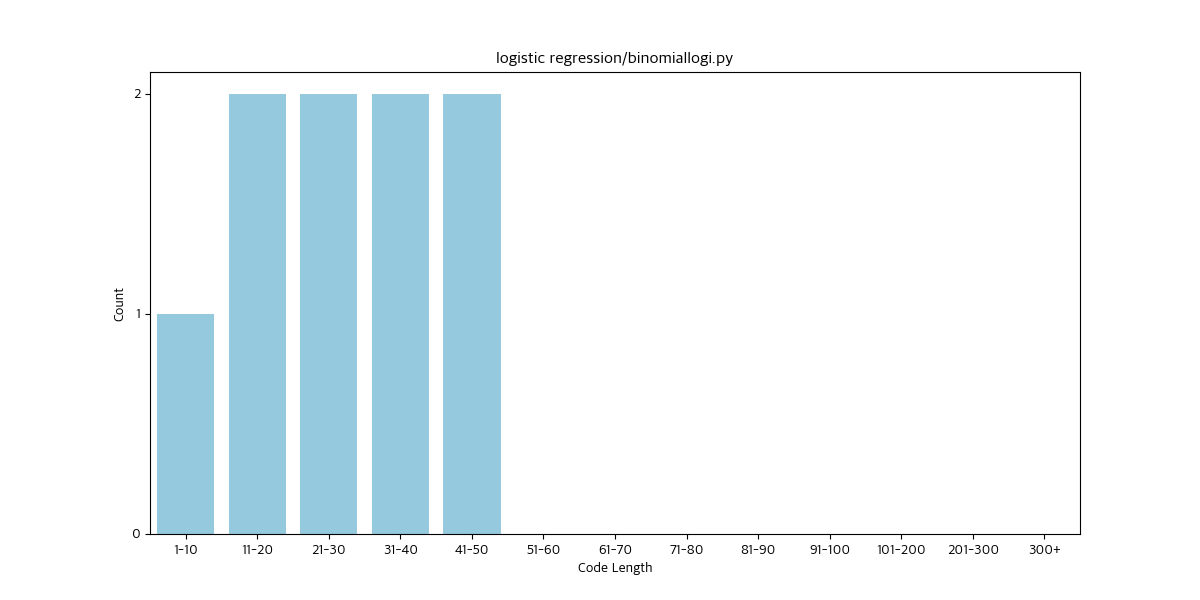 logistic regression/binomiallogi.py
2
1
0
Count
1-10 11-20 21-30 31-40 41-50 51-60 61-70 71-80 81-90 91-100 101-200 201-300 300+
Code Length